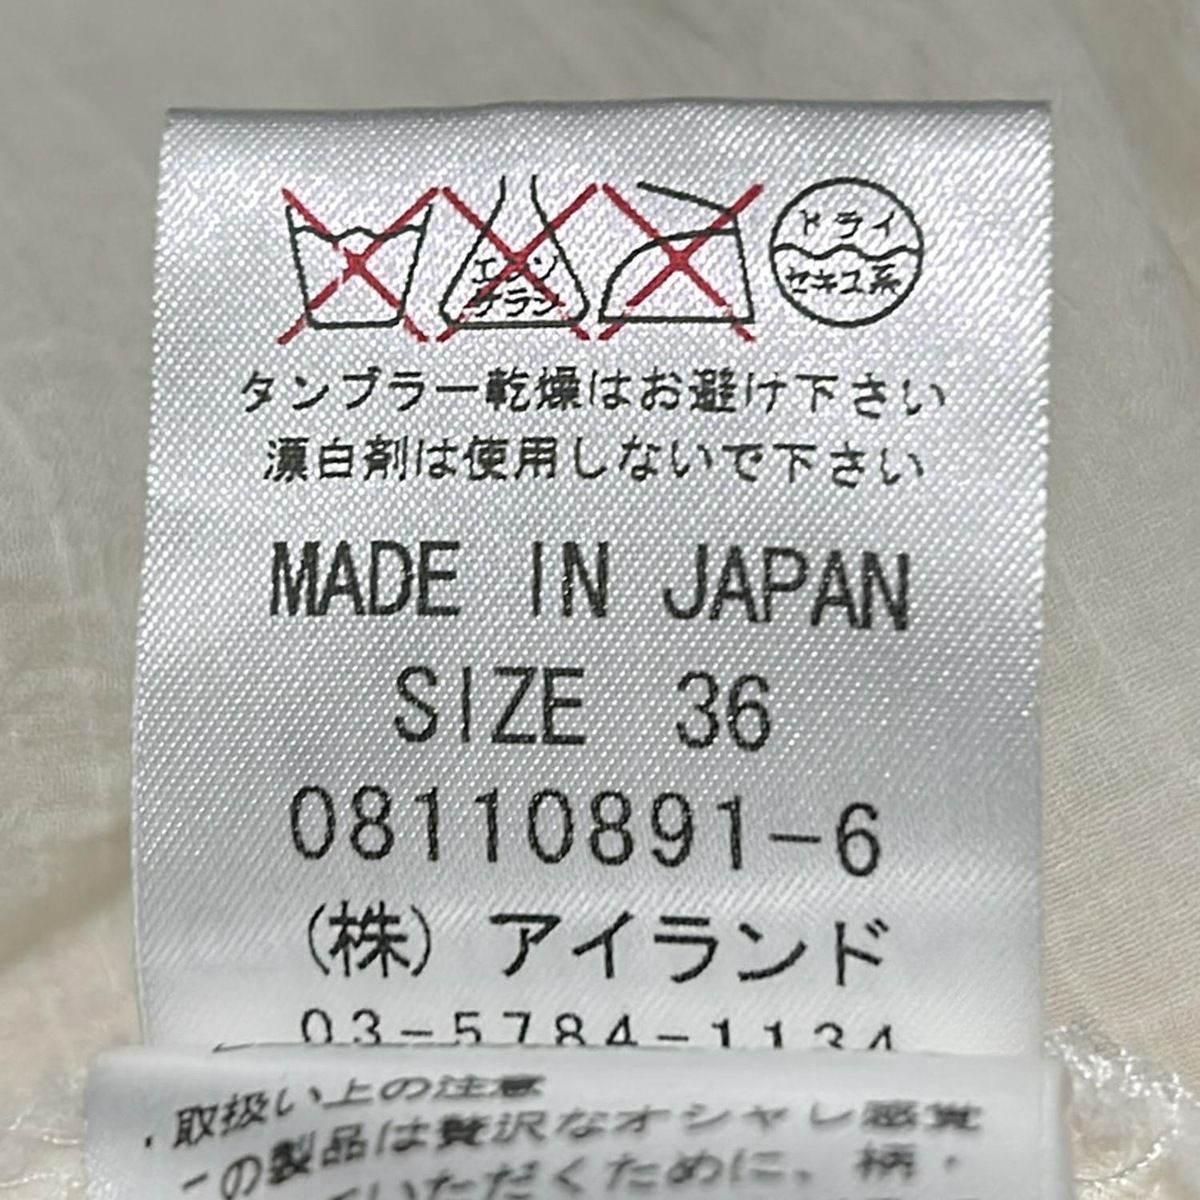 エンソ
サラシ
ドライ
セキユ系
タンブラー乾燥はお避け下さい
漂白剤は使用しないで下さい
MADE IN JAPAN
SIZE 36
08110891-6
(株) アイランド
03-5784-1134
・取扱い上の注意
この製品は贅沢なオシャレ感覚
いただくために、柄・